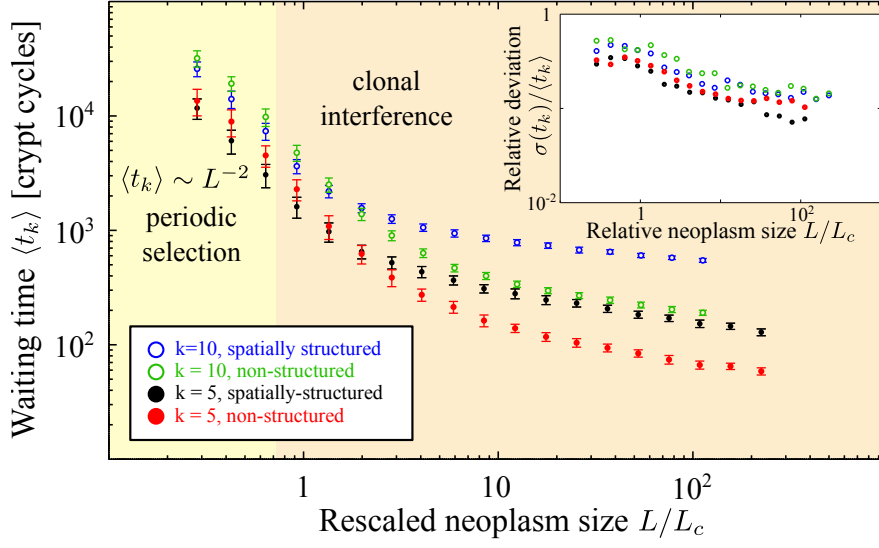 Waiting time ⟨t_k⟩ [crypt cycles]
10^4
10^3
10^2
⟨t_k⟩ ∼ L^{-2}
periodic
selection
clonal
interference
k=10, spatially structured
k = 10, non-structured
k = 5, spatially-structured
k = 5, non-structured
1
10
10^2
Rescaled neoplasm size L/L_c
Relative deviation
σ(t_k)/⟨t_k⟩
1
10^{-2}
1
10^2
Relative neoplasm size L/L_c